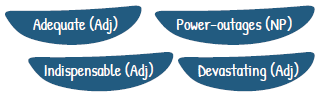 Adequate (Adj)
Power-outages (NP)
Indispensable (Adj)
Devastating (Adj)